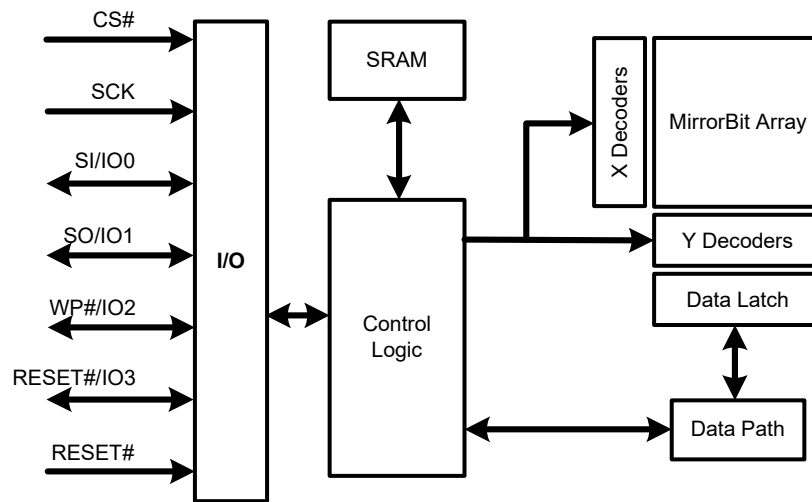 CS#
SCK
SI/IO0
SO/IO1
WP#/IO2
RESET#/IO3
RESET#
I/O
SRAM
Control
Logic
X Decoders
MirrorBit Array
Y Decoders
Data Latch
Data Path